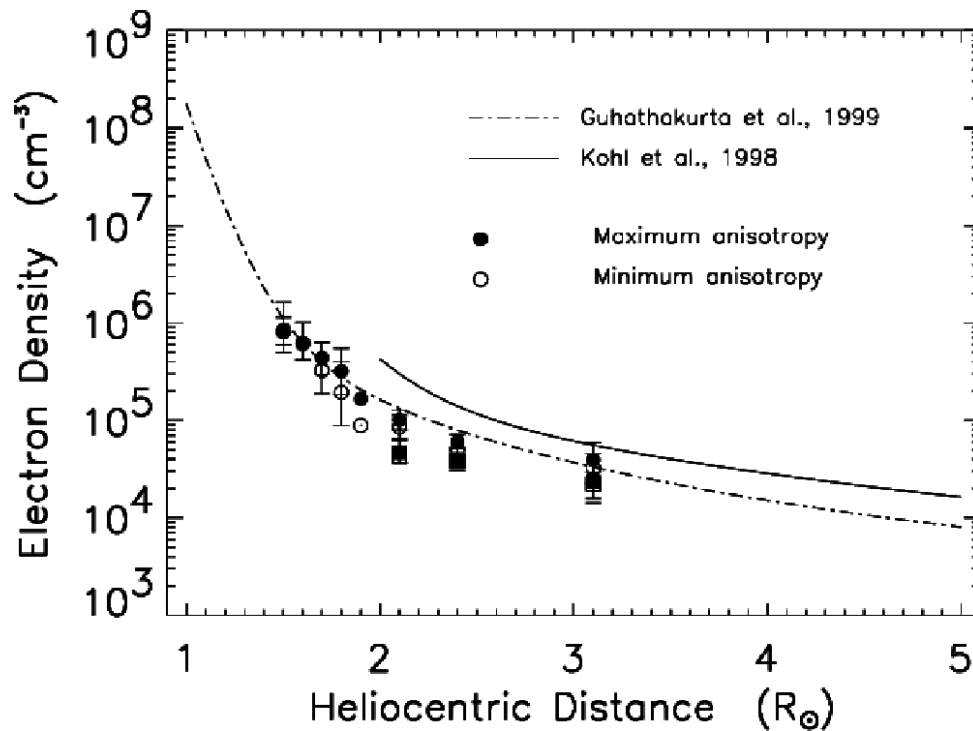 10⁹
10⁸
10⁷
10⁶
10⁵
10⁴
10³
Electron Density (cm⁻³)
Guhathakurta et al., 1999
Kohl et al., 1998
Maximum anisotropy
Minimum anisotropy
1 2 3 4 5
Heliocentric Distance (R⊙)